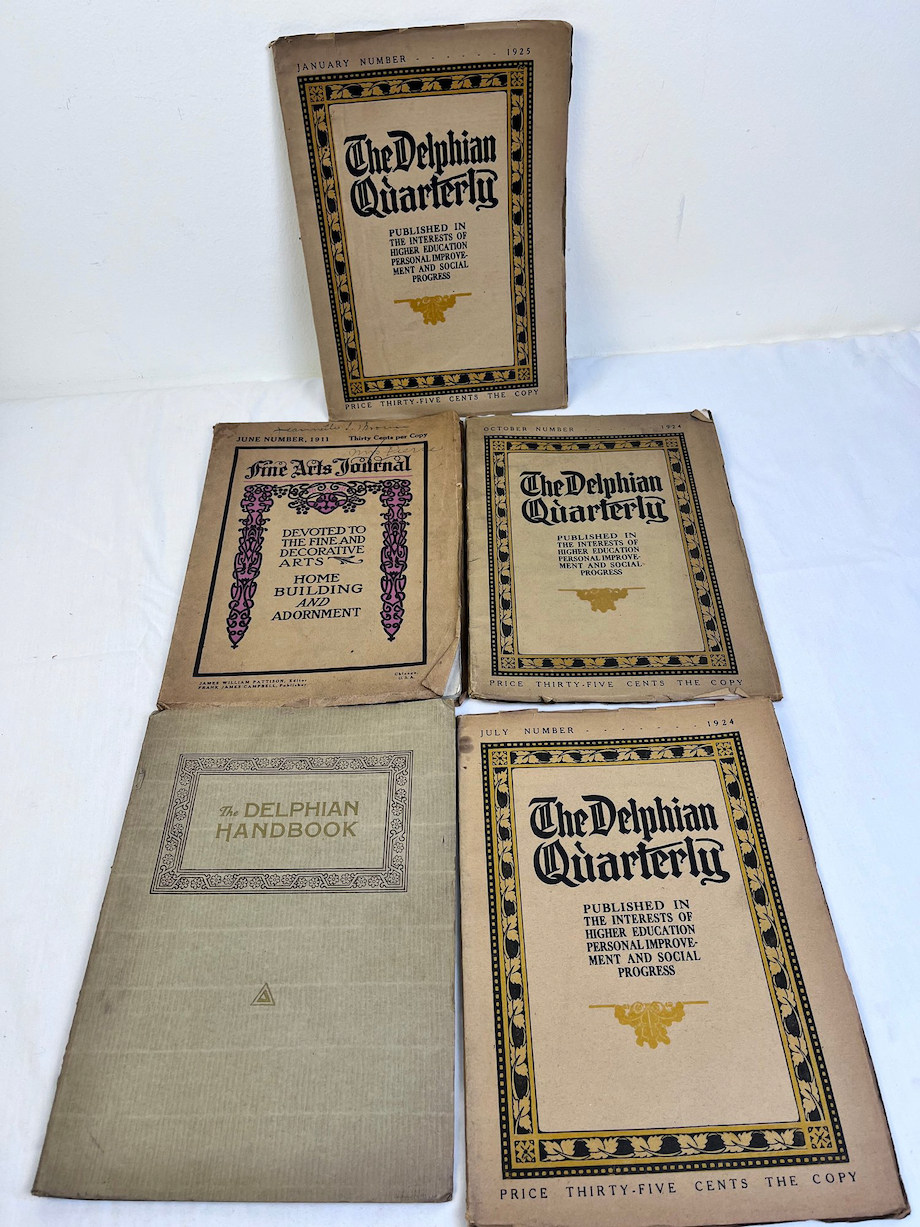 JANUARY NUMBER - - - - - - 1925
The Delphian
Quarterly
PUBLISHED IN
THE INTERESTS OF
HIGHER EDUCATION
PERSONAL IMPROVE-
MENT AND SOCIAL
PROGRESS
PRICE THIRTY-FIVE CENTS THE COPY
JUNE NUMBER, 1911 Thirty Cents per Copy
Fine Arts Journal
DEVOTED TO
THE FINE AND
DECORATIVE
ARTS
HOME
BUILDING
AND
ADORNMENT
JAMES WILLIAM PATTISON, Editor
FRANK JAMES CAMPBELL, Publisher
Chicago,
U.S.A.
OCTOBER NUMBER 1924
The Delphian
Quarterly
PUBLISHED IN
THE INTERESTS OF
HIGHER EDUCATION
PERSONAL IMPROVE-
MENT AND SOCIAL
PROGRESS
PRICE THIRTY-FIVE CENTS THE COPY
The DELPHIAN
HANDBOOK
JULY NUMBER - - - - - - - - 1924
The Delphian
Quarterly
PUBLISHED IN
THE INTERESTS OF
HIGHER EDUCATION
PERSONAL IMPROVE-
MENT AND SOCIAL
PROGRESS
PRICE THIRTY-FIVE CENTS THE COPY